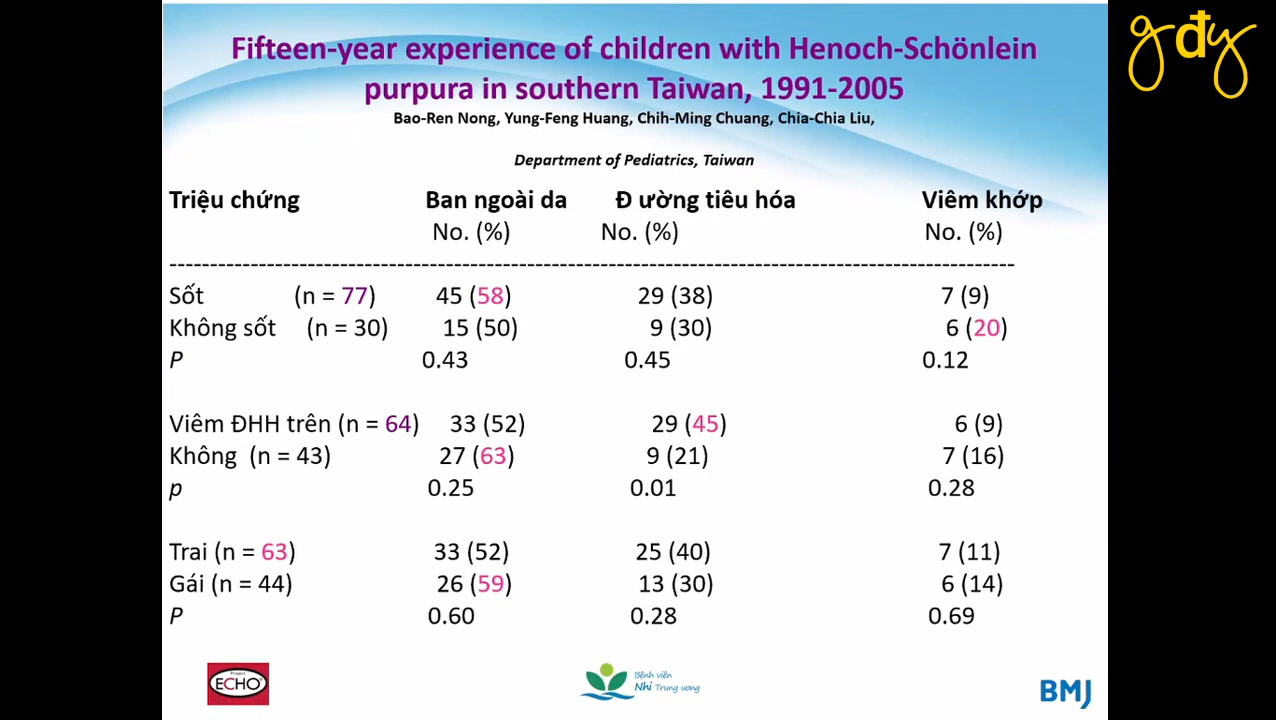 gđy
Fifteen-year experience of children with Henoch-Schönlein
purpura in southern Taiwan, 1991-2005
Bao-Ren Nong, Yung-Feng Huang, Chih-Ming Chuang, Chia-Chia Liu,
Department of Pediatrics, Taiwan
Triệu chứng Ban ngoài da Đ ường tiêu hóa Viêm khớp
No. (%) No. (%) No. (%)
--------------------------------------------------------------------------------------------------------
Sốt (n = 77) 45 (58) 29 (38) 7 (9)
Không sốt (n = 30) 15 (50) 9 (30) 6 (20)
P 0.43 0.45 0.12
Viêm ĐHH trên (n = 64) 33 (52) 29 (45) 6 (9)
Không (n = 43) 27 (63) 9 (21) 7 (16)
p 0.25 0.01 0.28
Trai (n = 63) 33 (52) 25 (40) 7 (11)
Gái (n = 44) 26 (59) 13 (30) 6 (14)
P 0.60 0.28 0.69
Project
ECHO
Bệnh viện
Nhi Trung ương
BMJ